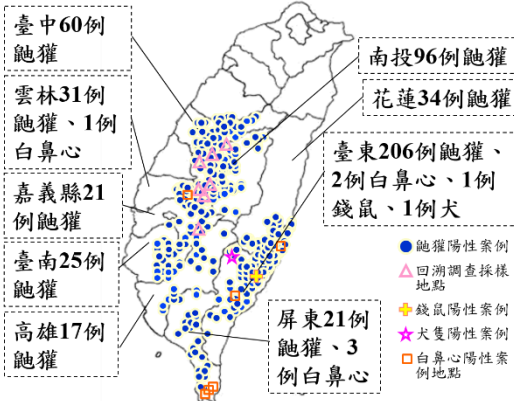 臺中60例
鼬獾
雲林31例
鼬獾、1例
白鼻心
嘉義縣21
例鼬獾
臺南25例
鼬獾
高雄17例
鼬獾
南投96例鼬獾
花蓮34例鼬獾
臺東206例鼬獾、
2例白鼻心、1例
錢鼠、1例犬
屏東21例
鼬獾、3
例白鼻心
鼬獾陽性案例
回溯調查採樣
地點
錢鼠陽性案例
犬隻陽性案例
白鼻心陽性案
例地點